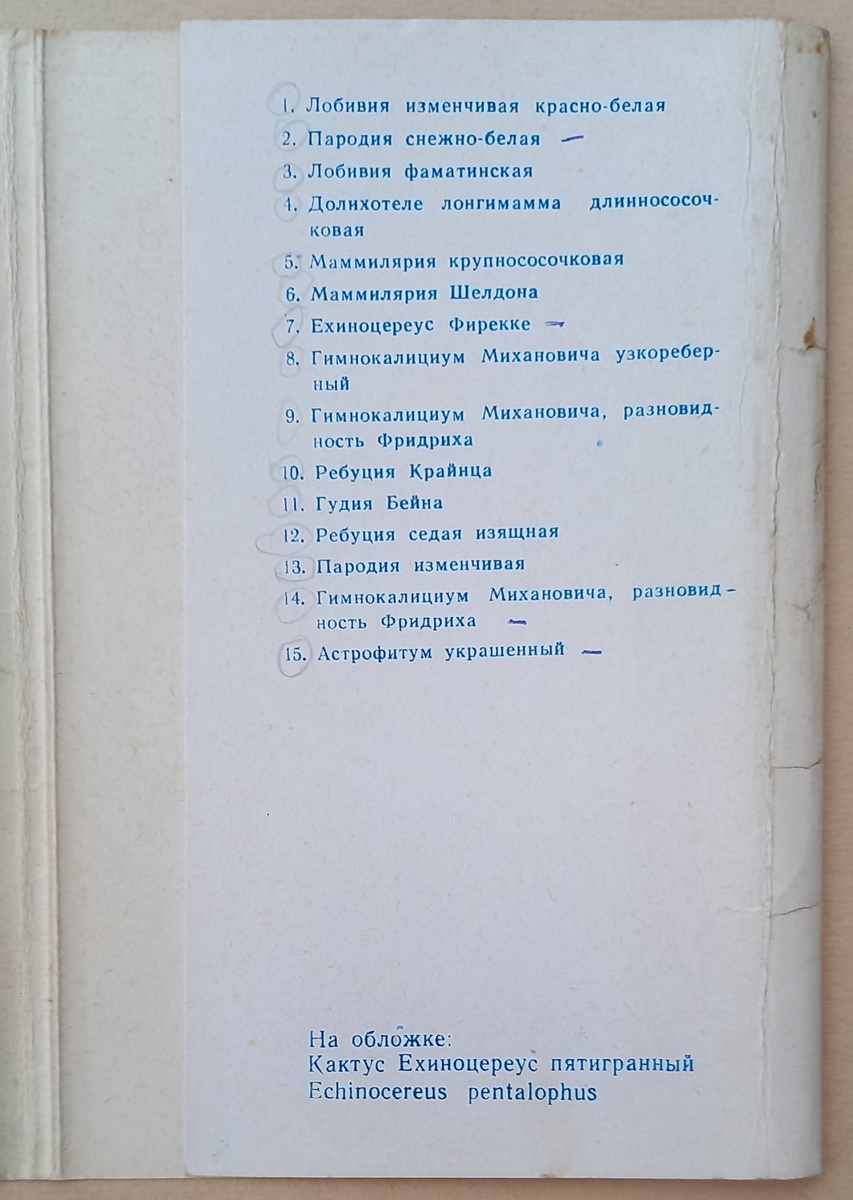 1. Лобивия изменчивая красно-белая
2. Пародия снежно-белая —
3. Лобивия фаматинская
4. Долихотеле лонгимамма длиннососоч-
ковая
5. Маммилярия крупнососочковая
6. Маммилярия Шелдона
7. Ехиноцереус Фирекке —
8. Гимнокалициум Михановича узкоребер-
ный
9. Гимнокалициум Михановича, разновид-
ность Фридриха
10. Ребуция Крайнца
11. Гудия Бейна
12. Ребуция седая изящная
13. Пародия изменчивая
14. Гимнокалициум Михановича, разновид-
ность Фридриха —
15. Астрофитум украшенный —
На обложке:
Кактус Ехиноцереус пятигранный
Echinocereus pentalophus